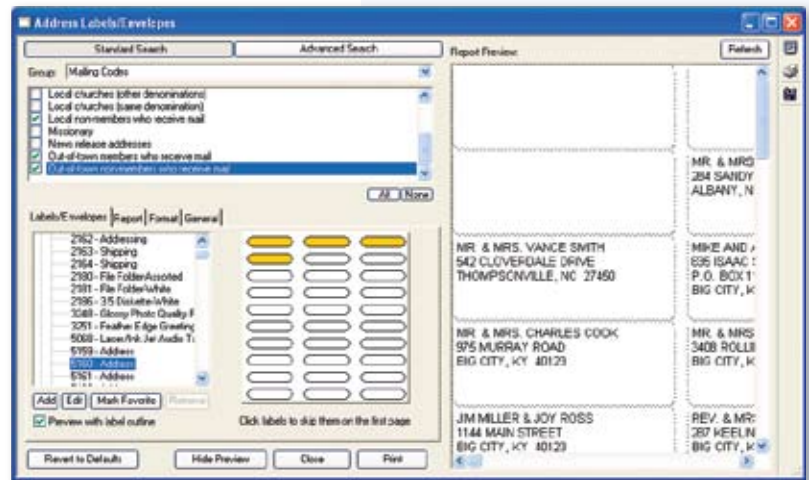 Address Labels/Envelopes
Standard Search
Advanced Search
Group: Mailing Codes
Local churches (other denominations)
Local churches (same denomination)
Local non-members who receive mail
Missionary
News release addresses
Out-of-town members who receive mail
Out-of-town non-members who receive mail
All None
Labels/Envelopes Report Format General
2162 - Addressing
2163 - Shipping
2164 - Shipping
2180 - File Folder-Assorted
2181 - File Folder-White
2186 - 3.5 Diskette-White
3248 - Glossy Photo Quality
3251 - Feather Edge Greeting
5068 - Laser/Ink Jet Audio
5159 - Address
5160 - Address
5161 - Address
Add Edit Mark Favorite Remove
Preview with label outline
Click labels to skip them on the first page
Revert to Defaults Hide Preview Close Print
Report Preview:
Refresh
MR. & MRS
284 SANDY
ALBANY, N
MR. & MRS. VANCE SMITH
542 CLOVERDALE DRIVE
THOMPSONVILLE, NC 27450
MIKE AND
635 ISAAC
P.O. BOX 1
BIG CITY, K
MR. & MRS. CHARLES COOK
975 MURRAY ROAD
BIG CITY, KY 40123
MR. & MRS
3408 ROLLI
BIG CITY, K
JIM MILLER & JOY ROSS
1144 MAIN STREET
BIG CITY, KY 40123
REV. & MR
287 KEELIN
BIG CITY, K